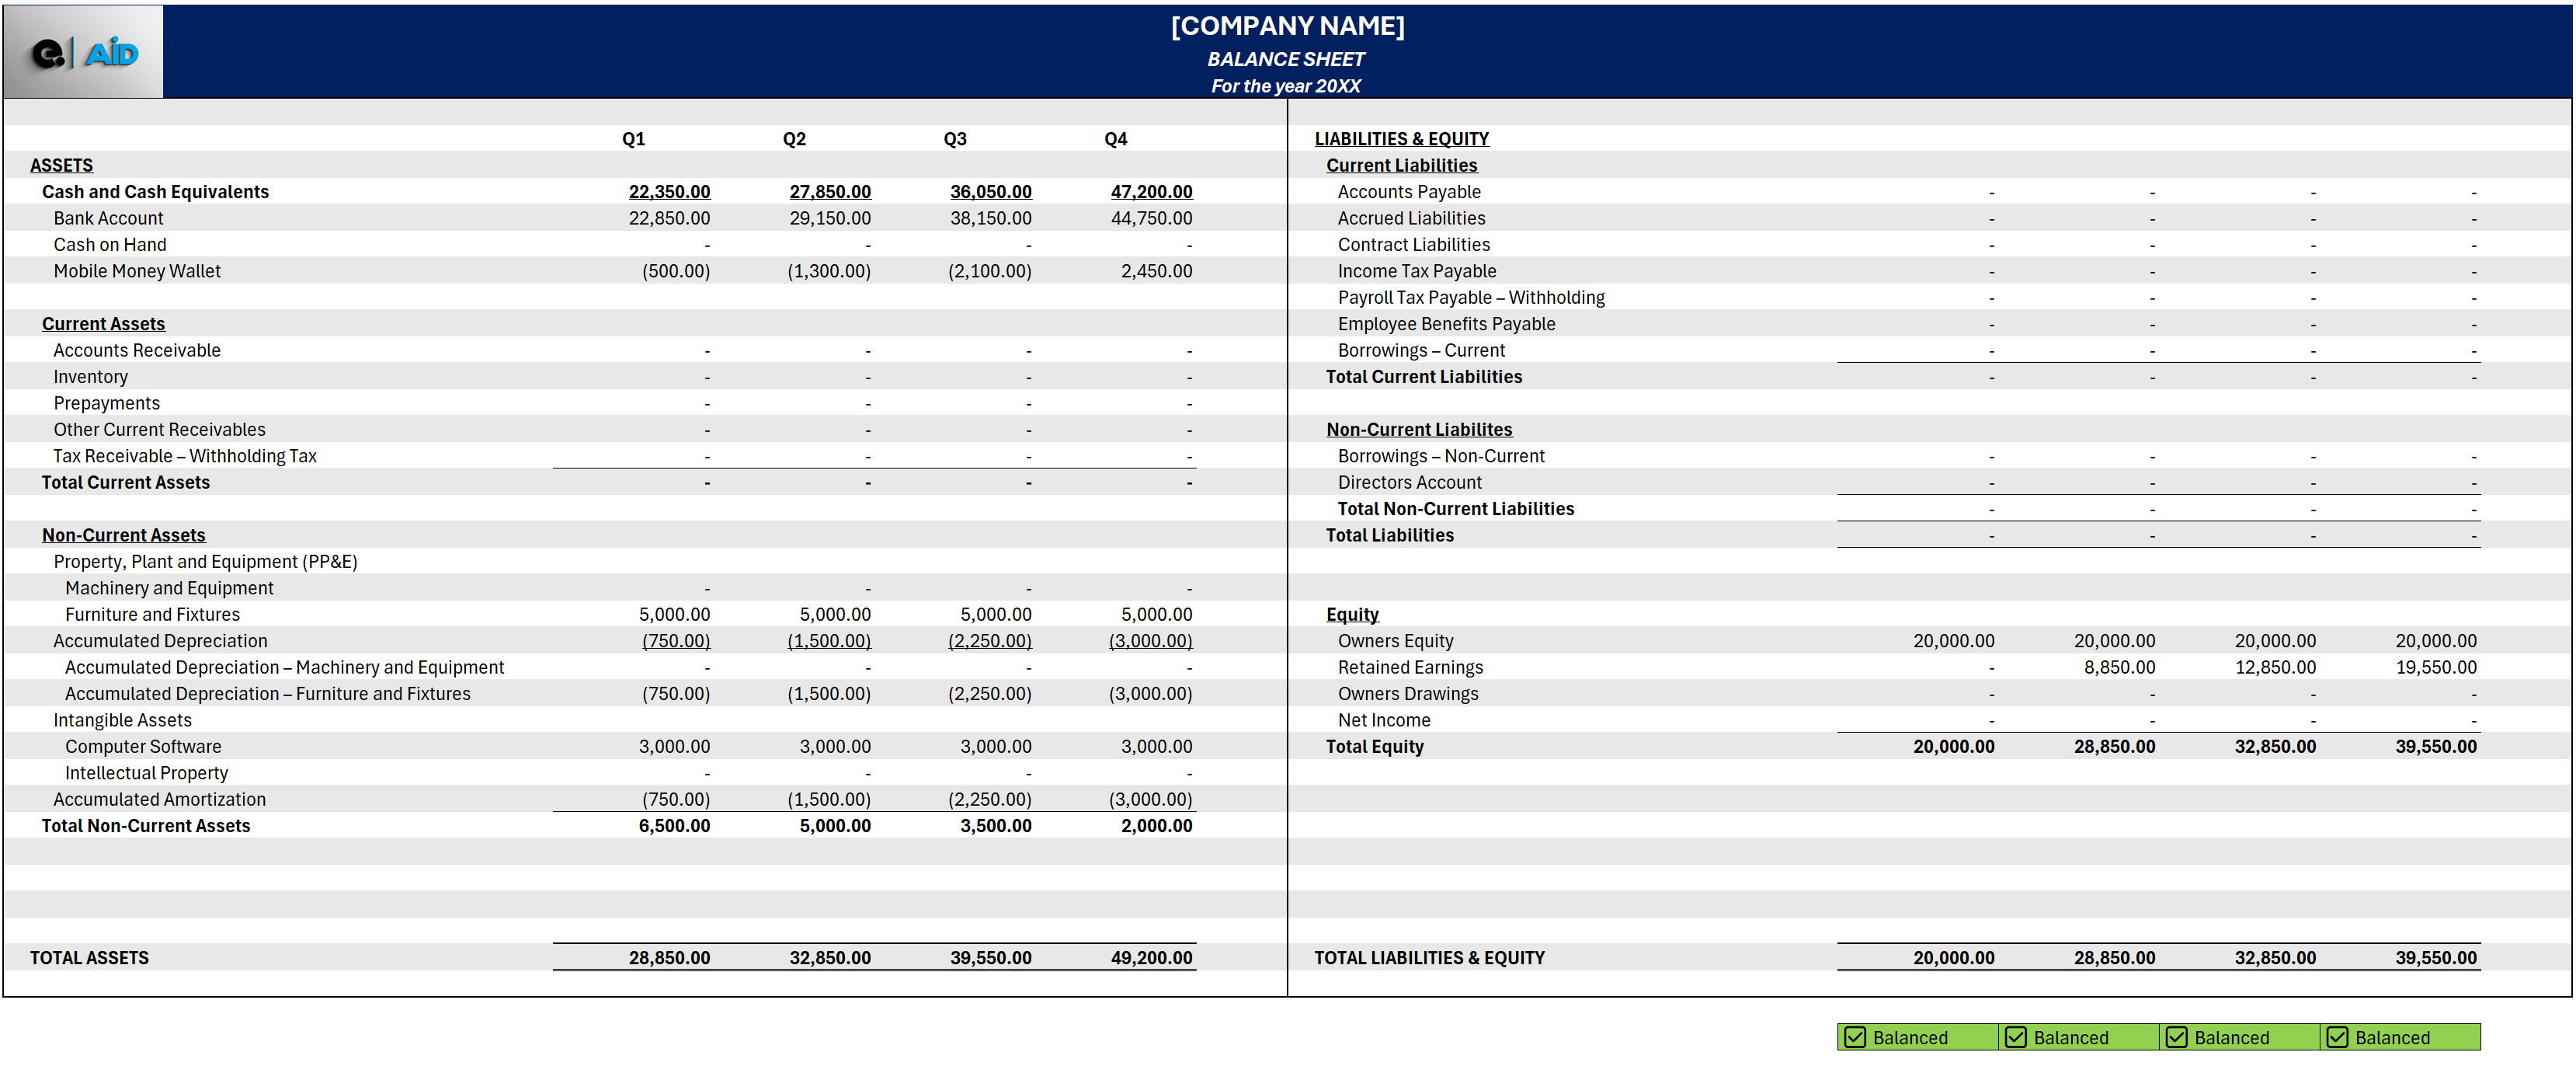 e.| AiD
[COMPANY NAME]
BALANCE SHEET
For the year 20XX
Q1 Q2 Q3 Q4
ASSETS
Cash and Cash Equivalents 22,350.00 27,850.00 36,050.00 47,200.00
Bank Account 22,850.00 29,150.00 38,150.00 44,750.00
Cash on Hand - - - -
Mobile Money Wallet (500.00) (1,300.00) (2,100.00) 2,450.00
Current Assets
Accounts Receivable - - - -
Inventory - - - -
Prepayments - - - -
Other Current Receivables - - - -
Tax Receivable – Withholding Tax - - - -
Total Current Assets - - - -
Non-Current Assets
Property, Plant and Equipment (PP&E)
Machinery and Equipment - - - -
Furniture and Fixtures 5,000.00 5,000.00 5,000.00 5,000.00
Accumulated Depreciation (750.00) (1,500.00) (2,250.00) (3,000.00)
Accumulated Depreciation – Machinery and Equipment - - - -
Accumulated Depreciation – Furniture and Fixtures (750.00) (1,500.00) (2,250.00) (3,000.00)
Intangible Assets
Computer Software 3,000.00 3,000.00 3,000.00 3,000.00
Intellectual Property - - - -
Accumulated Amortization (750.00) (1,500.00) (2,250.00) (3,000.00)
Total Non-Current Assets 6,500.00 5,000.00 3,500.00 2,000.00
TOTAL ASSETS 28,850.00 32,850.00 39,550.00 49,200.00
LIABILITIES & EQUITY
Current Liabilities
Accounts Payable - - - -
Accrued Liabilities - - - -
Contract Liabilities - - - -
Income Tax Payable - - - -
Payroll Tax Payable – Withholding - - - -
Employee Benefits Payable - - - -
Borrowings – Current - - - -
Total Current Liabilities - - - -
Non-Current Liabilites
Borrowings – Non-Current - - - -
Directors Account - - - -
Total Non-Current Liabilities - - - -
Total Liabilities - - - -
Equity
Owners Equity 20,000.00 20,000.00 20,000.00 20,000.00
Retained Earnings - 8,850.00 12,850.00 19,550.00
Owners Drawings - - - -
Net Income - - - -
Total Equity 20,000.00 28,850.00 32,850.00 39,550.00
TOTAL LIABILITIES & EQUITY 20,000.00 28,850.00 32,850.00 39,550.00
Balanced Balanced Balanced Balanced